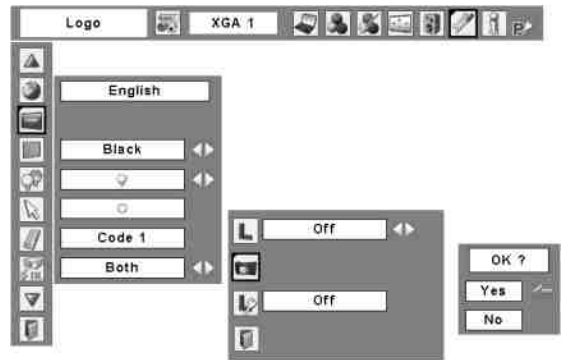 Logo
XGA 1
English
Black
Code 1
Both
Off
Off
OK ?
Yes
No